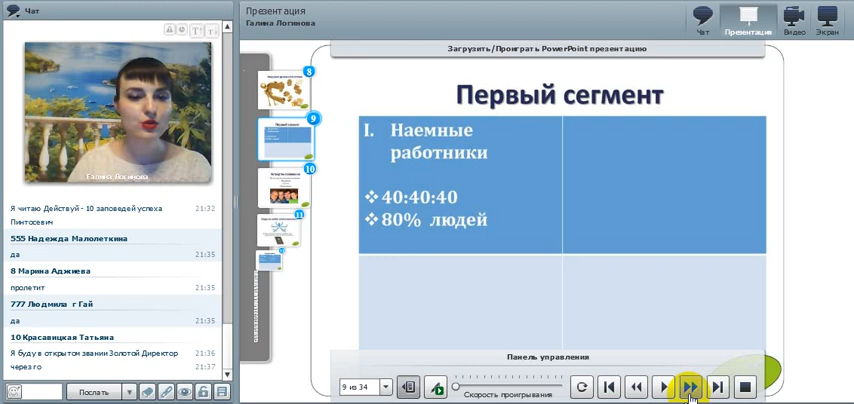 Чат
Галина Логинова
Я читаю Действуй - 10 заповедей успеха 21:32
Пинтосевич
555 Надежда Малолеткина
да 21:35
8 Марина Аджиева
пролетит 21:35
777 Людмила г Гай
да 21:35
10 Красавицкая Татьяна
Я буду в открытом звании Золотой Директор 21:36
через го 21:37
Послать
Презентация
Галина Логинова
Чат
Презентация
Видео
Экран
Загрузить/Проиграть PowerPoint презентацию
8
9
10
11
Первый сегмент
I. Наемные
работники
❖40:40:40
❖80% людей
Панель управления
9 из 34
Скорость проигрывания